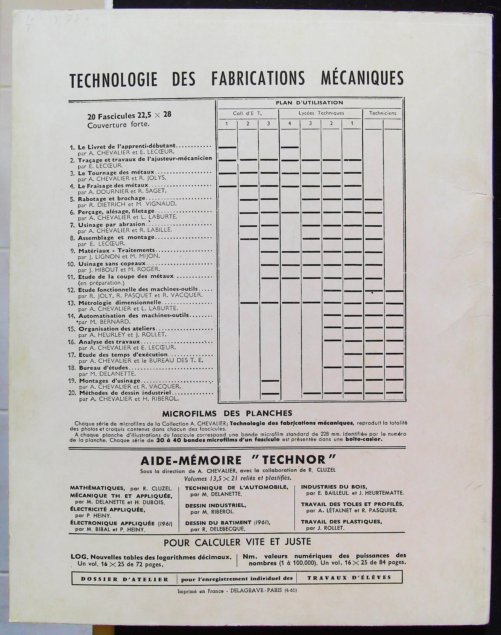 TECHNOLOGIE DES FABRICATIONS MÉCANIQUES
20 Fascicules 22,5 × 28
Couverture forte.
PLAN D'UTILISATION
Coll. d'E. T. Lycées Techniques Techniciens
1 2 3 4 3 2 1
1. Le Livret de l'apprenti-débutant
par A. CHEVALIER et E. LECŒUR.
2. Traçage et travaux de l'ajusteur-mécanicien
par E. LECŒUR.
3. Le Tournage des métaux
par A. CHEVALIER et R. JOLYS.
4. Le Fraisage des métaux
par A. DOURNIER et R. SAGET.
5. Rabotage et brochage
par R. DIETRICH et M. VIGNAUD.
6. Perçage, alésage, filetage
par A. CHEVALIER et L. LABURTE.
7. Usinage par abrasion
par A. CHEVALIER et R. LABILLE.
8. Assemblage et montage
par E. LECŒUR.
9. Matériaux - Traitements
par J. LIGNON et M. MIJON.
10. Usinage sans copeaux
par J. HIBOUT et M. ROGER.
11. Etude de la coupe des métaux
(en préparation.)
12. Etude fonctionnelle des machines-outils
par R. JOLY, R. PASQUET et R. VACQUER.
13. Métrologie dimensionnelle
par A. CHEVALIER et L. LABURTE.
14. Automatisation des machines-outils
par M. BERNARD.
15. Organisation des ateliers
par A. HEURLEY et J. ROLLET.
16. Analyse des travaux
par A. CHEVALIER et E. LECŒUR.
17. Etude des temps d'exécution
par A. CHEVALIER et le BUREAU DES T. E.
18. Bureau d'études
par M. DELANETTE.
19. Montages d'usinage
par A. CHEVALIER et R. VACQUER.
20. Méthodes de dessin industriel
par A. CHEVALIER et H. RIBEROL.
MICROFILMS DES PLANCHES
Chaque série de microfilms de la Collection A. CHEVALIER: Technologie des fabrications mécaniques, reproduit la totalité
des photos et croquis contenus dans chacun des fascicules.
A chaque planche d'illustrations du fascicule correspond une bande microfilm standard de 228 mm, identifiée par le numéro
de la planche. Chaque série de 30 à 40 bandes microfilms d'un fascicule est présentée dans une boîte-casier.
AIDE-MÉMOIRE "TECHNOR"
Sous la direction de A. CHEVALIER, avec la collaboration de R. CLUZEL
Volumes 13,5 × 21 reliés et plastifiés.
MATHÉMATIQUES, par R. CLUZEL.
MÉCANIQUE TH. ET APPLIQUÉE,
par M. DELANETTE et H. DUBOIS.
ÉLECTRICITÉ APPLIQUÉE,
par P. HEINY.
ÉLECTRONIQUE APPLIQUÉE (1961)
par M. BIBAL et P. HEINY.
TECHNIQUE DE L'AUTOMOBILE,
par M. DELANETTE.
DESSIN INDUSTRIEL,
par M. RIBEROL.
DESSIN DU BATIMENT (1961),
par R. DELEBECQUE.
INDUSTRIES DU BOIS,
par E. BAILLEUL et J. HEURTEMATTE.
TRAVAIL DES TOLES ET PROFILÉS,
par A. LÉTALNET et R. PASQUIER.
TRAVAIL DES PLASTIQUES,
par J. ROLLET.
POUR CALCULER VITE ET JUSTE
LOG. Nouvelles tables des logarithmes décimaux.
Un vol. 16 × 25 de 72 pages.
Nm. valeurs numériques des puissances des
nombres (1 à 100,000). Un vol. 16 × 25 de 84 pages.
DOSSIER D'ATELIER pour l'enregistrement individuel des TRAVAUX D'ÉLÈVES
Imprimé en France - DELAGRAVE-PARIS (4-61)